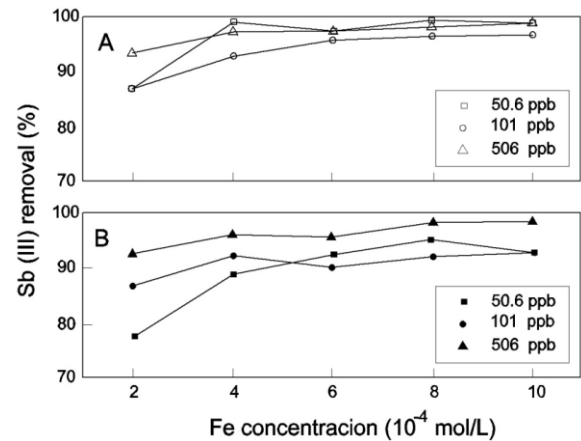 Sb (III) removal (%)
100
90
80
70
A
50.6 ppb
101 ppb
506 ppb
100
90
80
70
B
50.6 ppb
101 ppb
506 ppb
2 4 6 8 10
Fe concentracion (10⁻⁴ mol/L)